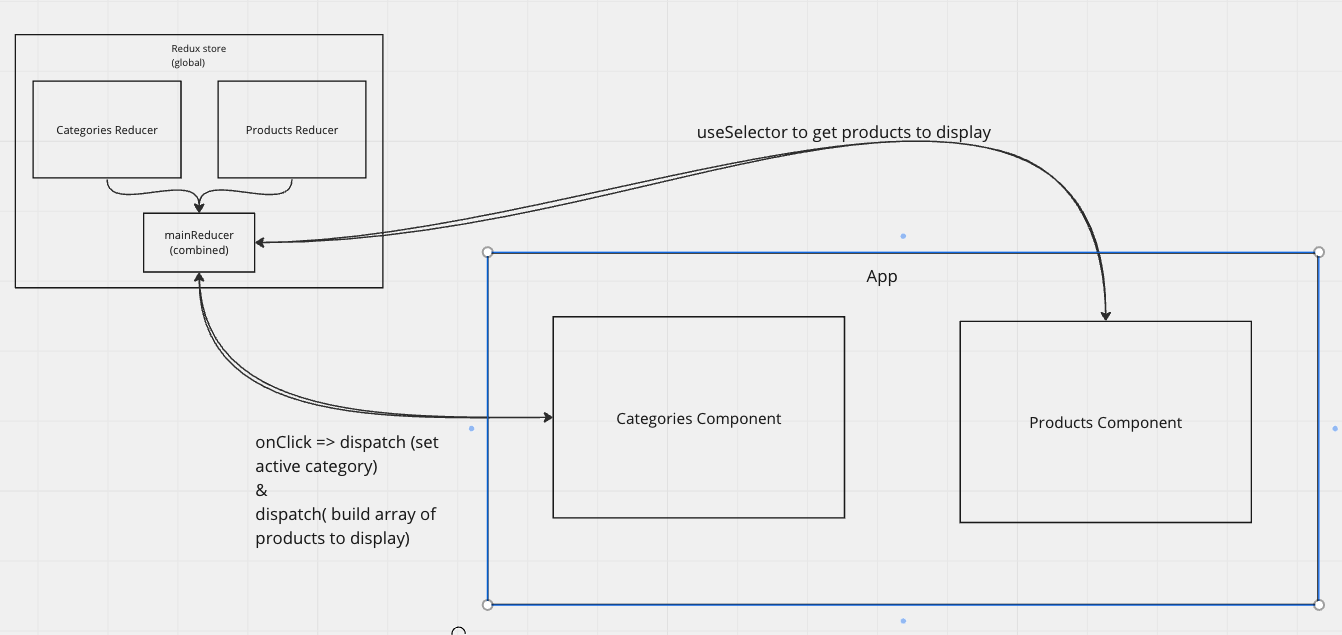 Redux store
(global)
Categories Reducer
Products Reducer
mainReducer
(combined)
useSelector to get products to display
App
Categories Component
Products Component
onClick => dispatch (set
active category)
&
dispatch( build array of
products to display)